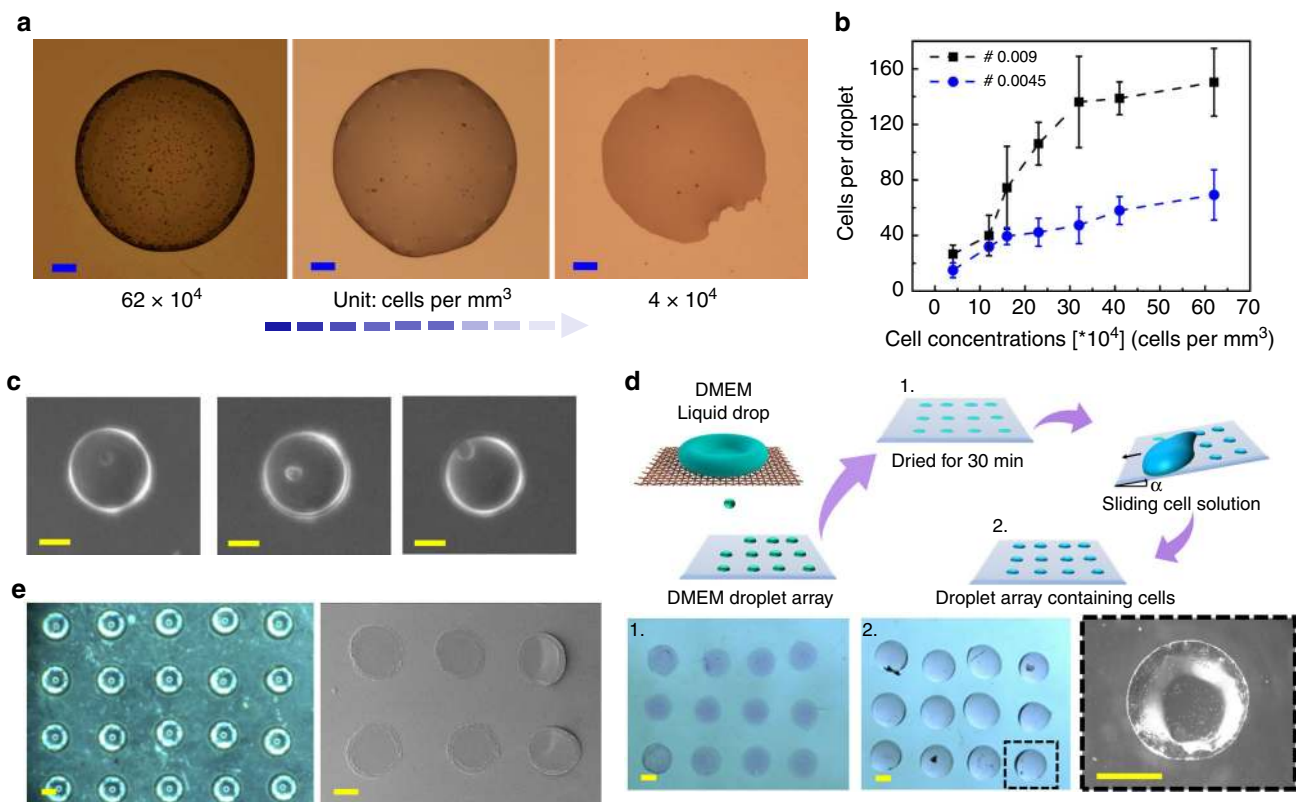 a
62 × 10⁴
Unit: cells per mm³
4 × 10⁴
b
# 0.009
# 0.0045
160
120
80
40
0
Cells per droplet
0 10 20 30 40 50 60 70
Cell concentrations [*10⁴] (cells per mm³)
c
d
DMEM
Liquid drop
1.
Dried for 30 min
α
Sliding cell solution
2.
DMEM droplet array
Droplet array containing cells
1.
2.
e